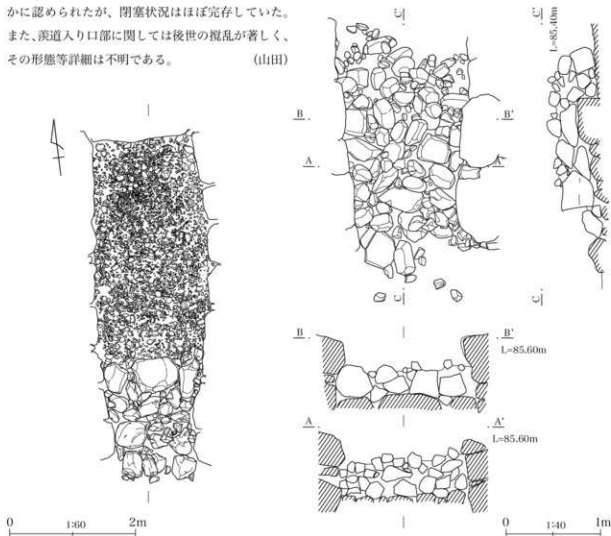 かに認められたが、閉塞状況はほぼ完存していた。
また、羨道入り口部に関しては後世の撹乱が著しく、
その形態等詳細は不明である。 (山田)
C'
C'
L=85.40m
B
B'
A
A'
C
C
B
B'
L=85.60m
A
A'
L=85.60m
0 1:60 2m
0 1:40 1m